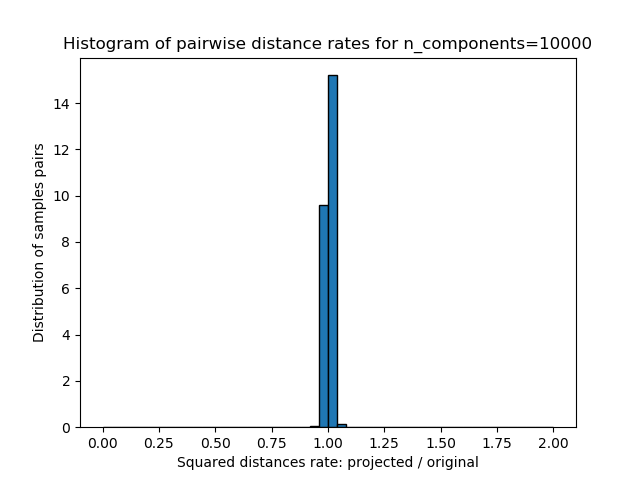 Histogram of pairwise distance rates for n_components=10000
Distribution of samples pairs
14
12
10
8
6
4
2
0
0.00 0.25 0.50 0.75 1.00 1.25 1.50 1.75 2.00
Squared distances rate: projected / original